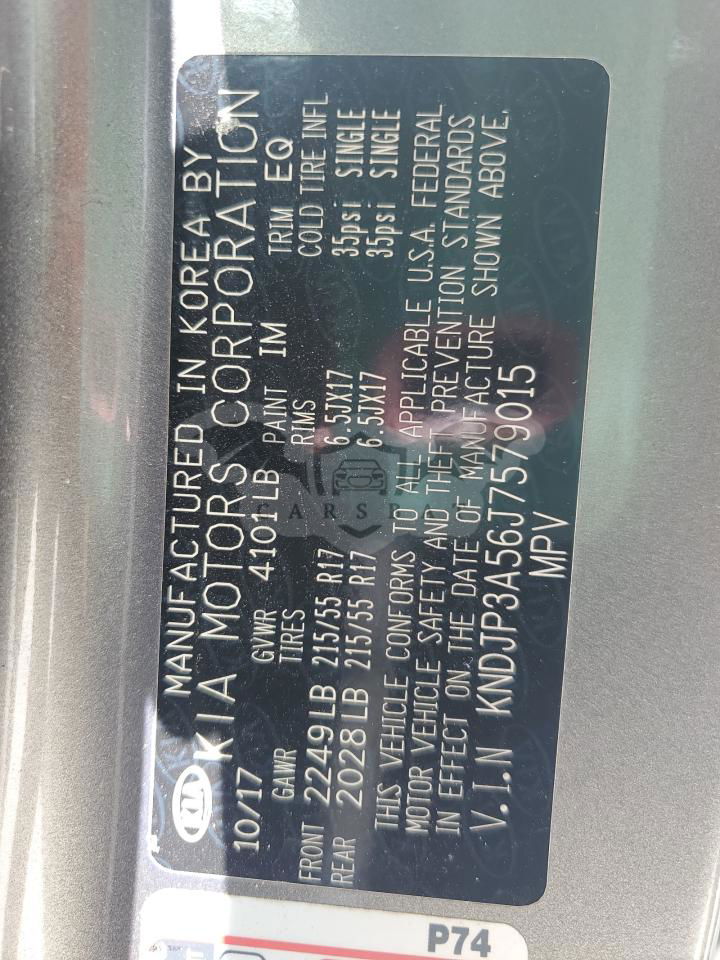 KIA
MANUFACTURED IN KOREA BY
KIA MOTORS CORPORATION
10/17 GVWR 4101LB PAINT IM TRIM EQ
GAWR TIRES RIMS COLD TIRE INFL
FRONT 2249LB 215/55 R17 6.5JX17 35psi SINGLE
REAR 2028LB 215/55 R17 6.5JX17 35psi SINGLE
THIS VEHICLE CONFORMS TO ALL APPLICABLE U.S.A. FEDERAL
MOTOR VEHICLE SAFETY AND THEFT PREVENTION STANDARDS
IN EFFECT ON THE DATE OF MANUFACTURE SHOWN ABOVE.
V.I.N KNDJP3A56J7579015
MPV
P74